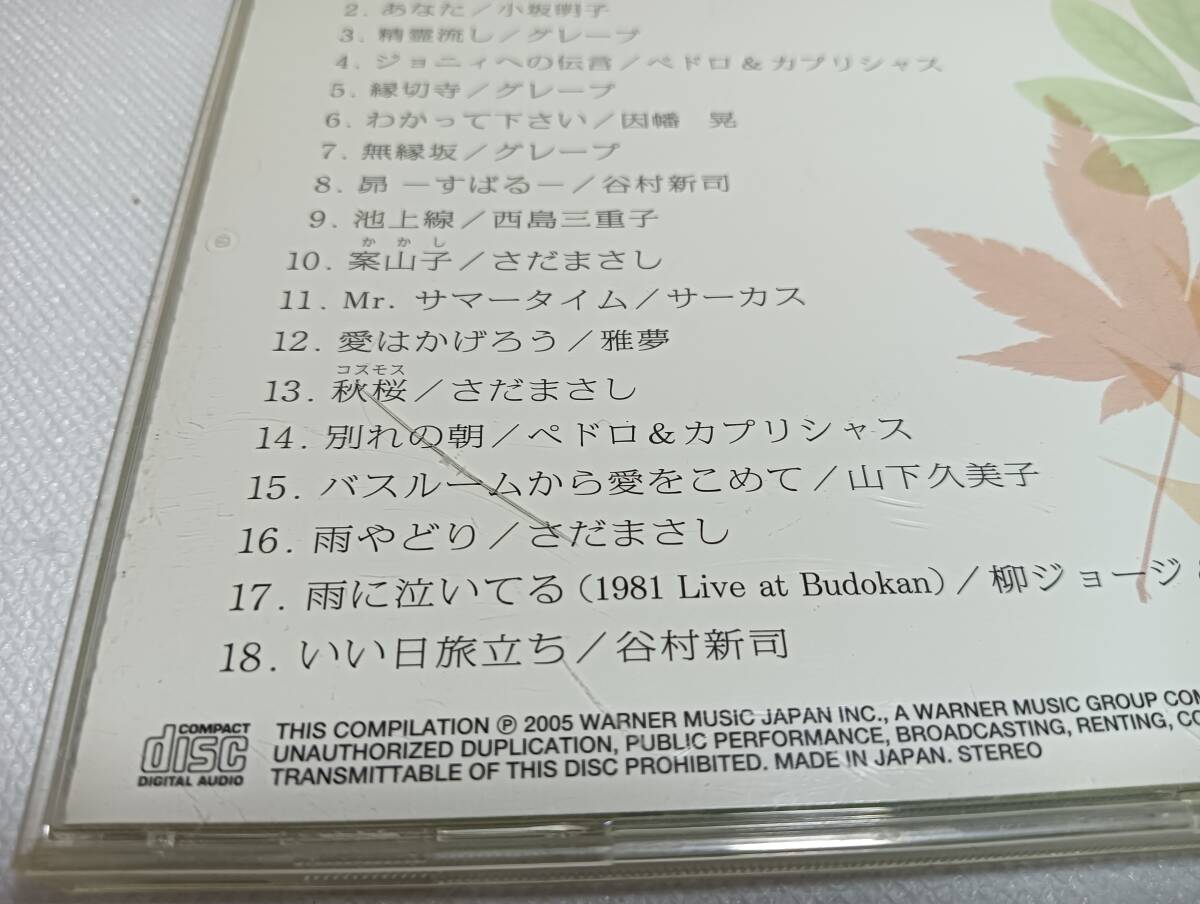 2. あなた／小坂明子
3. 精霊流し／グレープ
4. ジョニィへの伝言／ペドロ＆カプリシャス
5. 縁切寺／グレープ
6. わかって下さい／因幡　晃
7. 無縁坂／グレープ
8. 昴 −すばる−／谷村新司
9. 池上線／西島三重子
かかし
10. 案山子／さだまさし
11. Mr. サマータイム／サーカス
12. 愛はかげろう／雅夢
コスモス
13. 秋桜／さだまさし
14. 別れの朝／ペドロ＆カプリシャス
15. バスルームから愛をこめて／山下久美子
16. 雨やどり／さだまさし
17. 雨に泣いてる（1981 Live at Budokan）／柳ジョージ
18. いい日旅立ち／谷村新司
COMPACT
disc
DIGITAL AUDIO
THIS COMPILATION ℗ 2005 WARNER MUSIC JAPAN INC., A WARNER MUSIC GROUP
UNAUTHORIZED DUPLICATION, PUBLIC PERFORMANCE, BROADCASTING, RENTING,
TRANSMITTABLE OF THIS DISC PROHIBITED. MADE IN JAPAN. STEREO